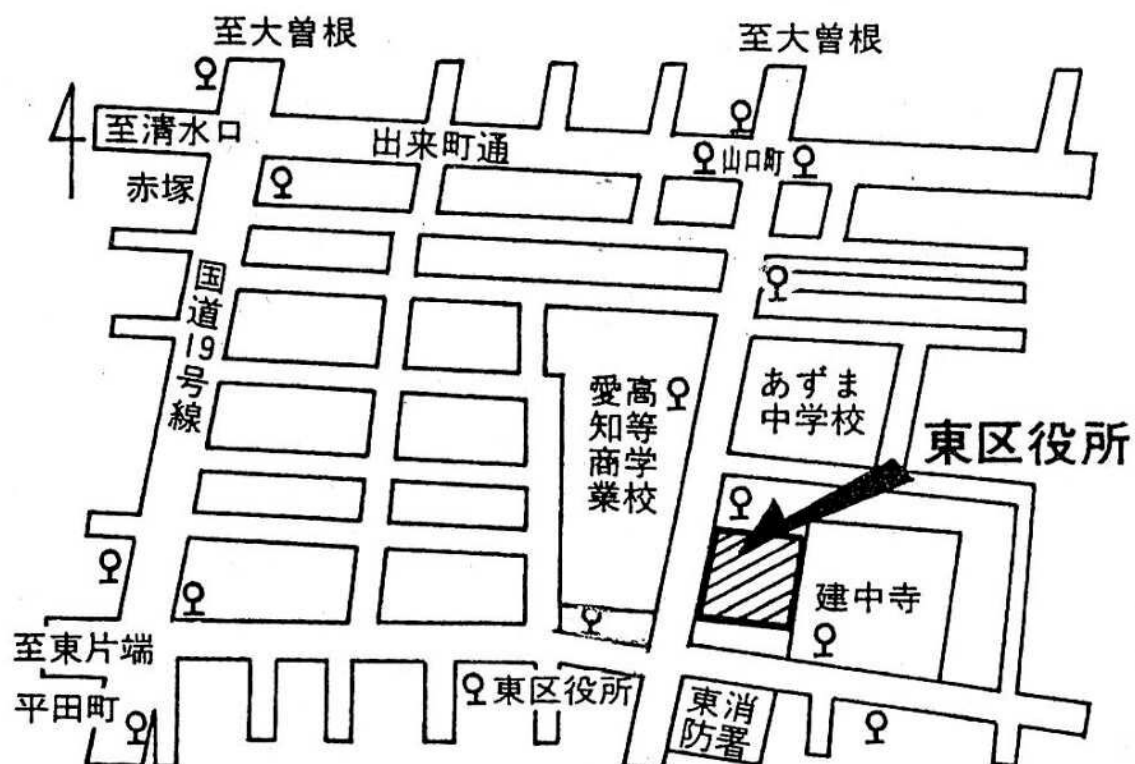 至大曽根
至大曽根
至清水口
出来町通
山口町
赤塚
国道19号線
あずま
中学校
高等学校
愛知商業
東区役所
建中寺
至東片端
平田町
東区役所
東消
防署